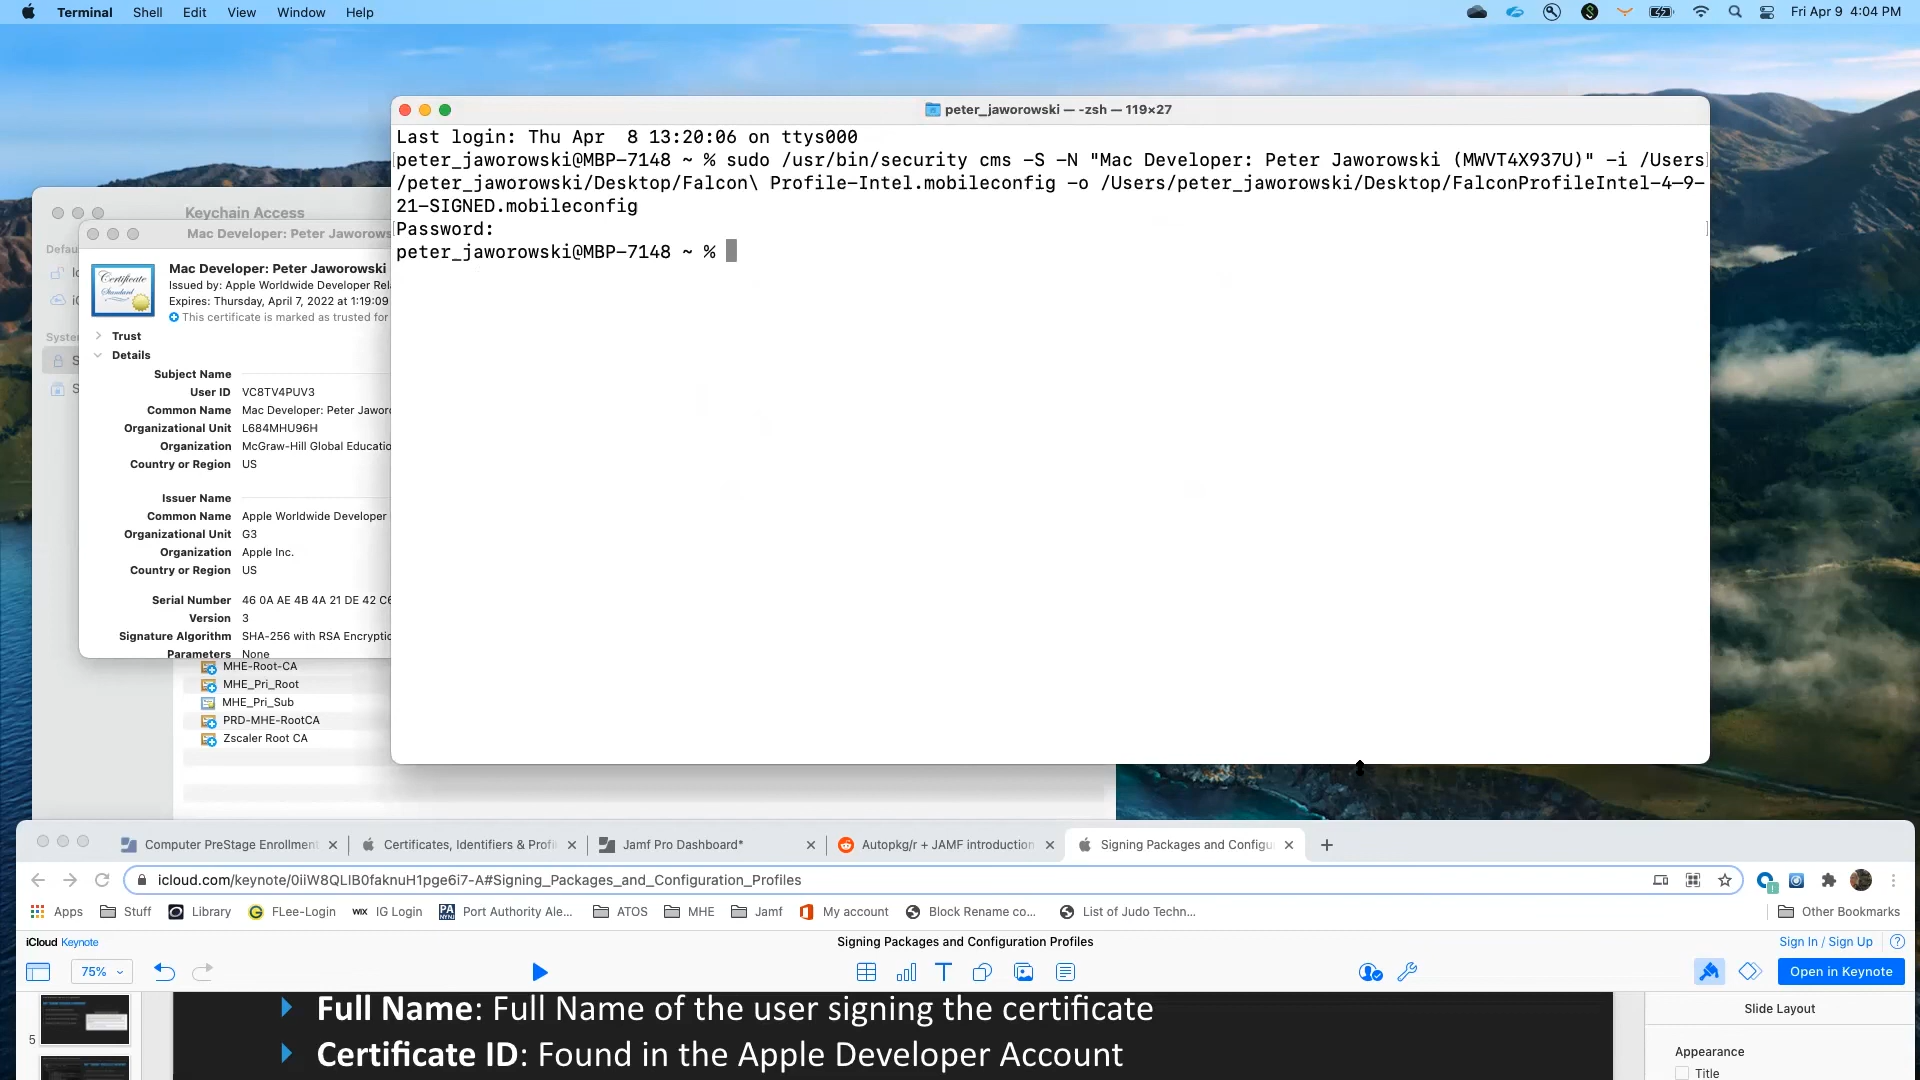 Terminal Shell Edit View Window Help
Fri Apr 9 4:04 PM
peter_jaworowski — -zsh — 119×27
Last login: Thu Apr  8 13:20:06 on ttys000
peter_jaworowski@MBP-7148 ~ % sudo /usr/bin/security cms -S -N "Mac Developer: Peter Jaworowski (MWVT4X937U)" -i /Users
/peter_jaworowski/Desktop/Falcon\ Profile-Intel.mobileconfig -o /Users/peter_jaworowski/Desktop/FalconProfileIntel-4-9-
21-SIGNED.mobileconfig
Password:
peter_jaworowski@MBP-7148 ~ %
Keychain Access
Defau
Syste
Mac Developer: Peter Jaworows
Mac Developer: Peter Jaworowski
Issued by: Apple Worldwide Developer Rel
Expires: Thursday, April 7, 2022 at 1:19:09
This certificate is marked as trusted for
Trust
Details
Subject Name
User ID VC8TV4PUV3
Common Name Mac Developer: Peter Jaworo
Organizational Unit L684MHU96H
Organization McGraw-Hill Global Educatio
Country or Region US
Issuer Name
Common Name Apple Worldwide Developer
Organizational Unit G3
Organization Apple Inc.
Country or Region US
Serial Number 46 0A AE 4B 4A 21 DE 42 C6
Version 3
Signature Algorithm SHA-256 with RSA Encryptio
Parameters None
MHE-Root-CA
MHE_Pri_Root
MHE_Pri_Sub
PRD-MHE-RootCA
Zscaler Root CA
Computer PreStage Enrollment
Certificates, Identifiers & Profi
Jamf Pro Dashboard*
Autopkg/r + JAMF introduction
Signing Packages and Configu
icloud.com/keynote/0iiW8QLIB0faknuH1pge6i7-A#Signing_Packages_and_Configuration_Profiles
Apps Stuff Library FLee-Login WIX IG Login Port Authority Ale... ATOS MHE Jamf My account Block Rename co... List of Judo Techn... Other Bookmarks
iCloud Keynote
Signing Packages and Configuration Profiles
Sign In / Sign Up
75%
Open in Keynote
Full Name: Full Name of the user signing the certificate
Certificate ID: Found in the Apple Developer Account
5
Slide Layout
Appearance
Title